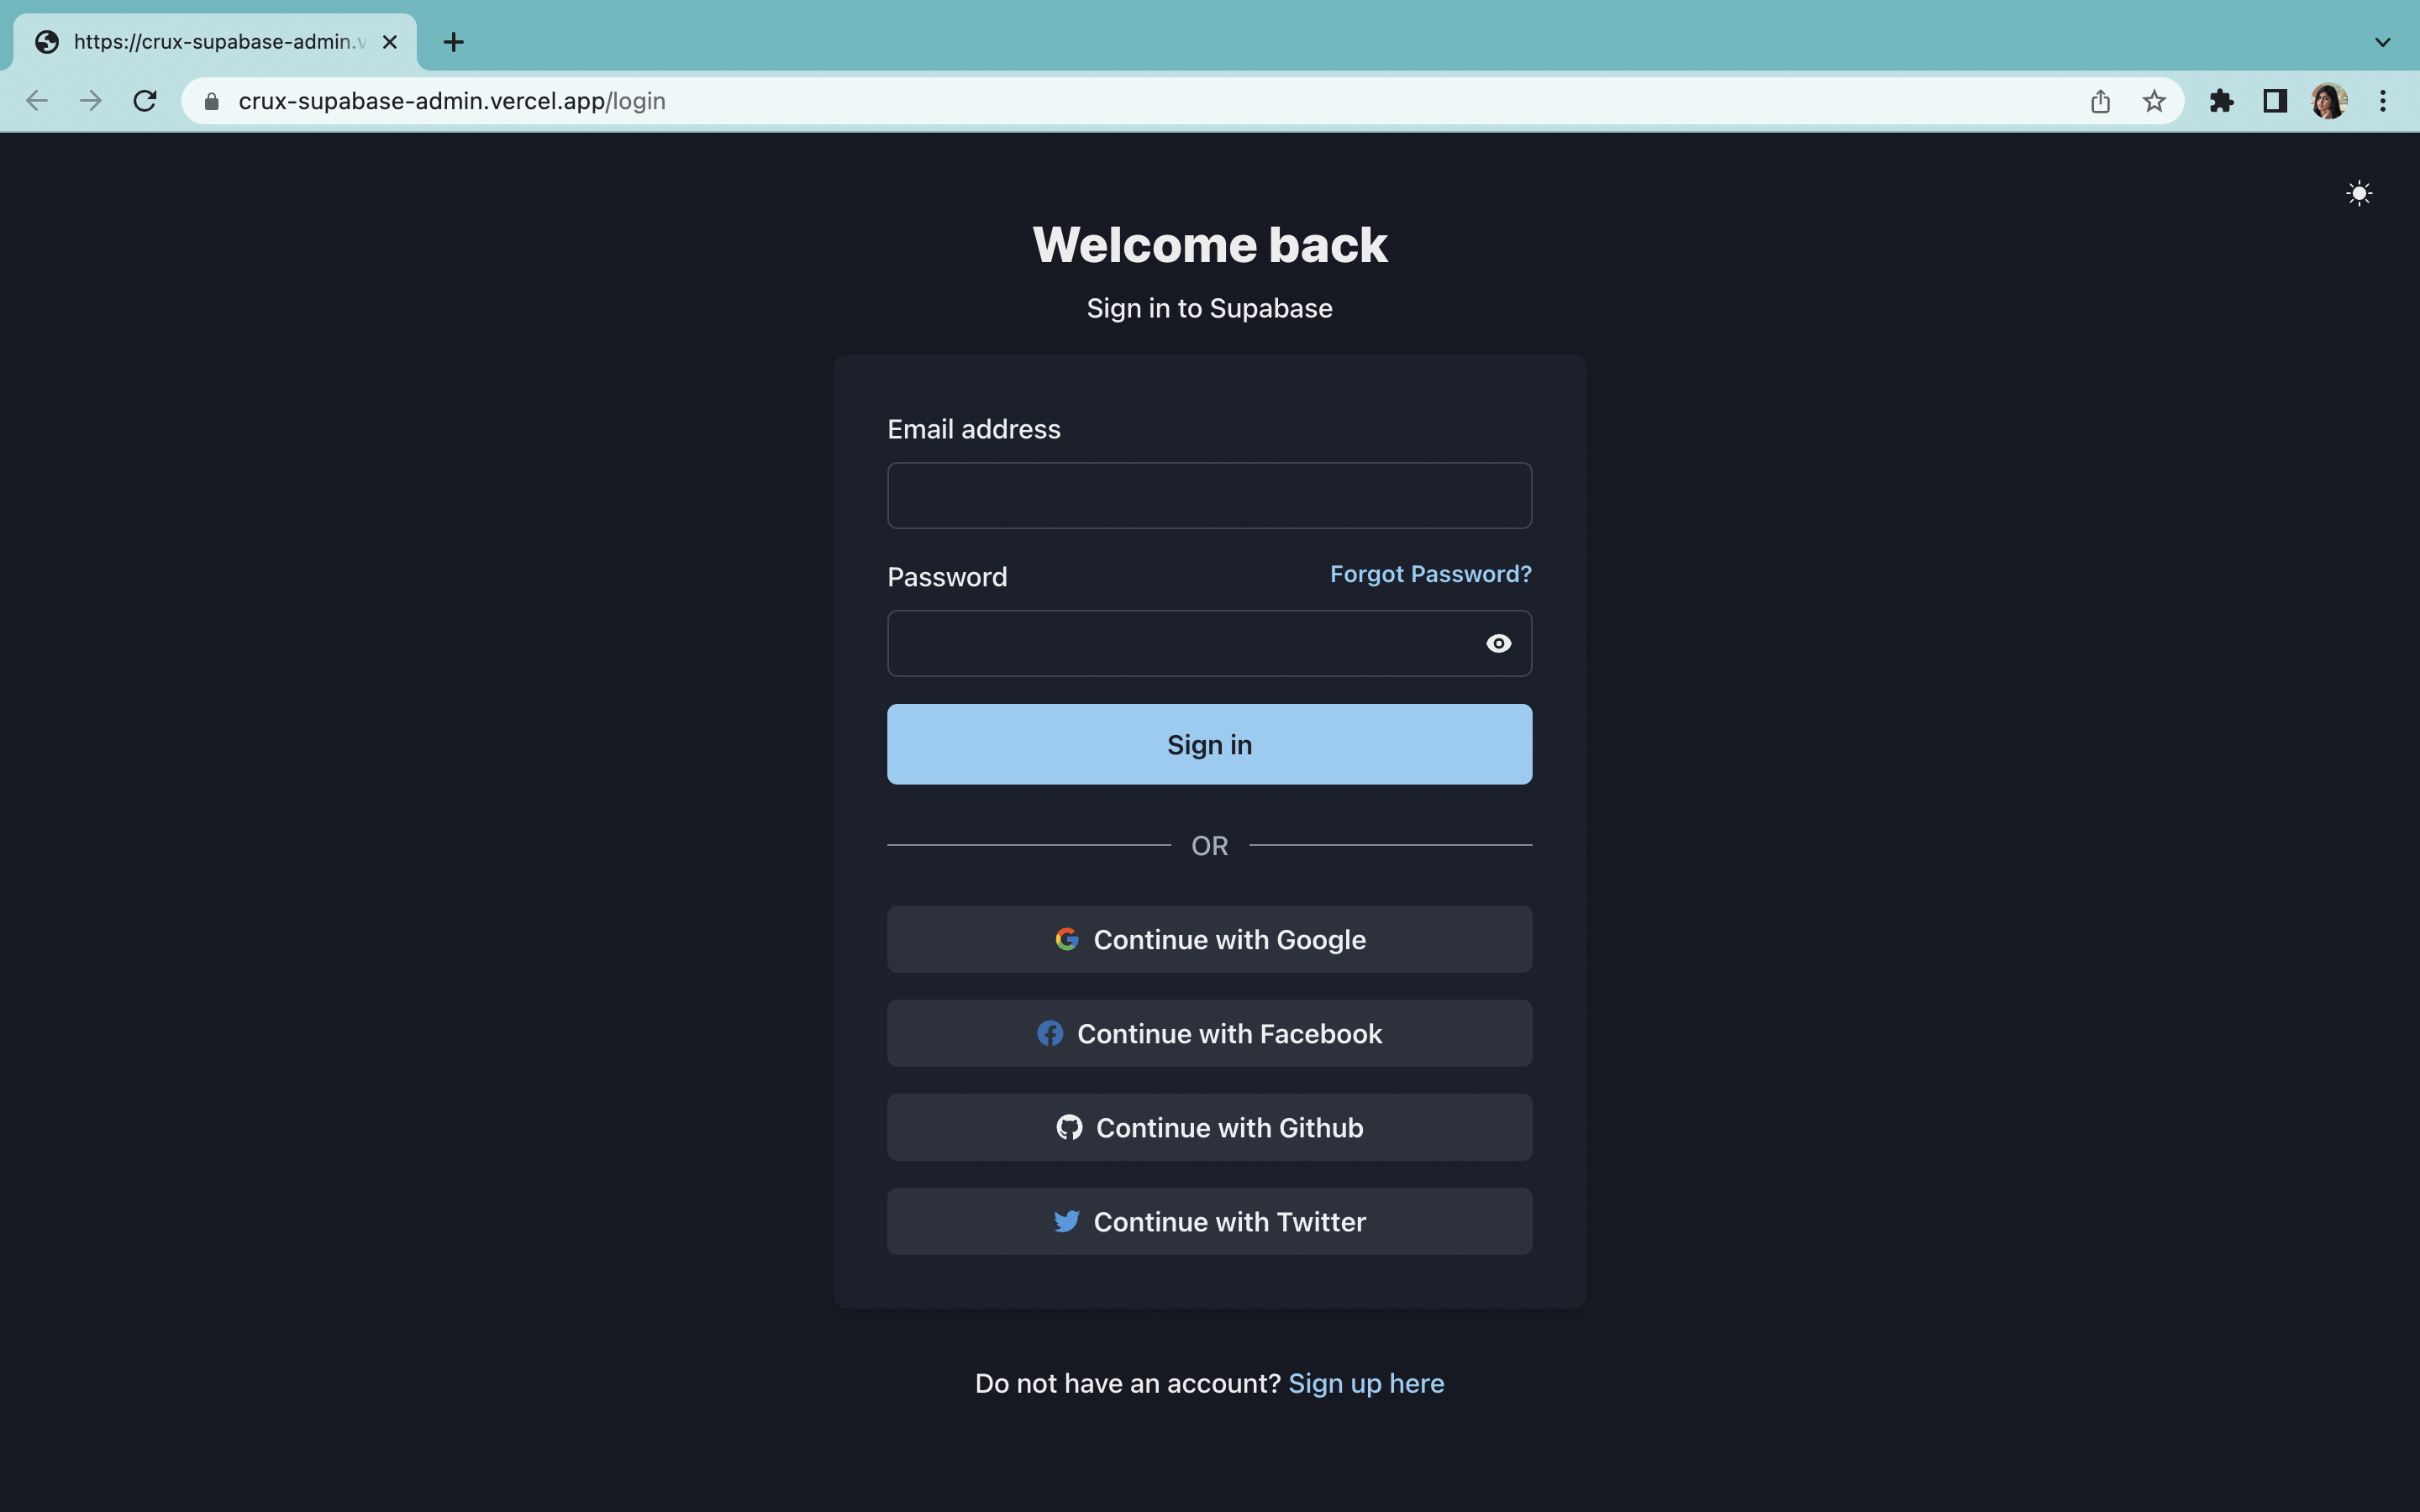 https://crux-supabase-admin.v
crux-supabase-admin.vercel.app/login
Welcome back
Sign in to Supabase
Email address
Password
Forgot Password?
Sign in
OR
Continue with Google
Continue with Facebook
Continue with Github
Continue with Twitter
Do not have an account? Sign up here